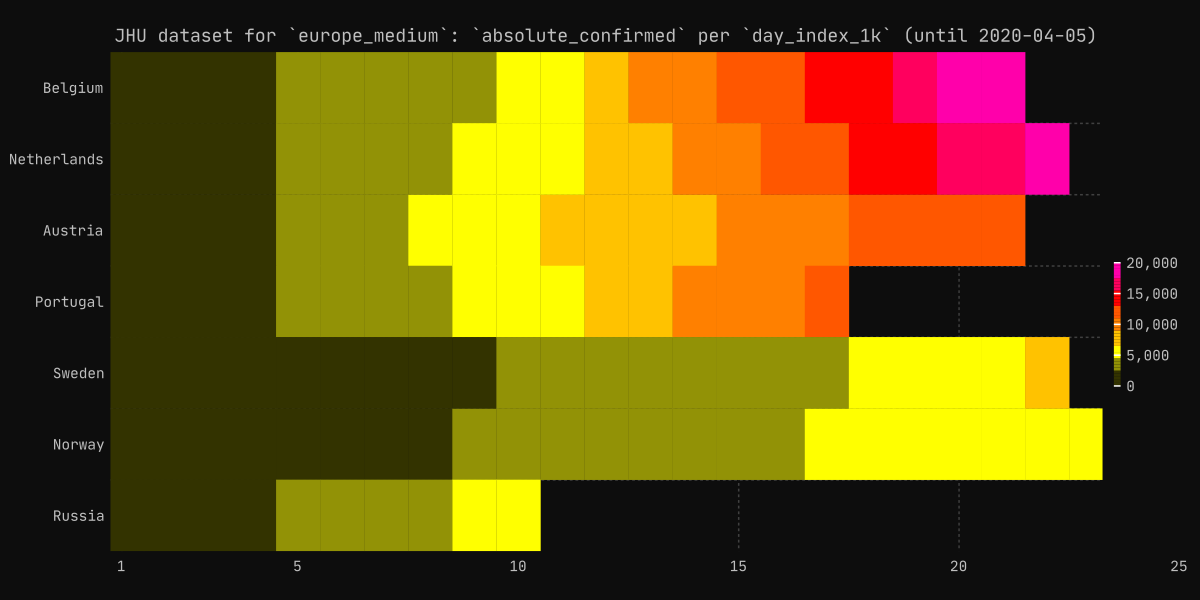 JHU dataset for `europe_medium`: `absolute_confirmed` per `day_index_1k` (until 2020-04-05)
Belgium
Netherlands
Austria
Portugal
Sweden
Norway
Russia
20,000
15,000
10,000
5,000
0
1 5 10 15 20 25